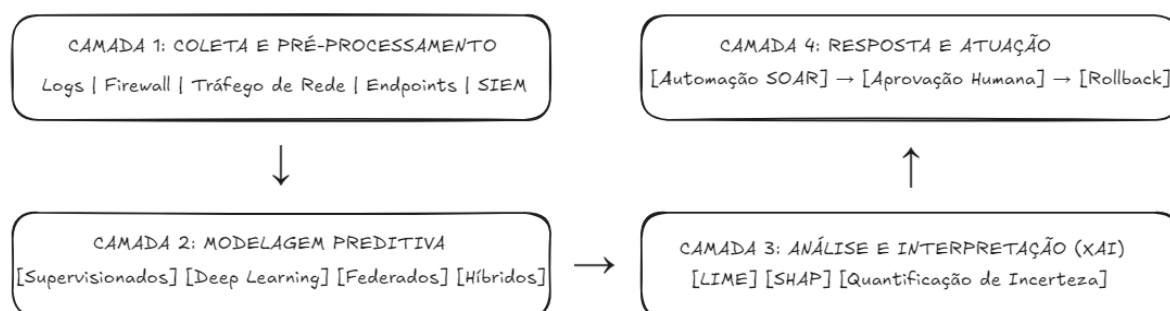 CAMADA 1: COLETA E PRÉ-PROCESSAMENTO
Logs | Firewall | Tráfego de Rede | Endpoints | SIEM
CAMADA 2: MODELAGEM PREDITIVA
[Supervisionados] [Deep Learning] [Federados] [Híbridos]
CAMADA 3: ANÁLISE E INTERPRETAÇÃO (XAI)
[LIME] [SHAP] [Quantificação de Incerteza]
CAMADA 4: RESPOSTA E ATUAÇÃO
[Automação SOAR] → [Aprovação Humana] → [Rollback]